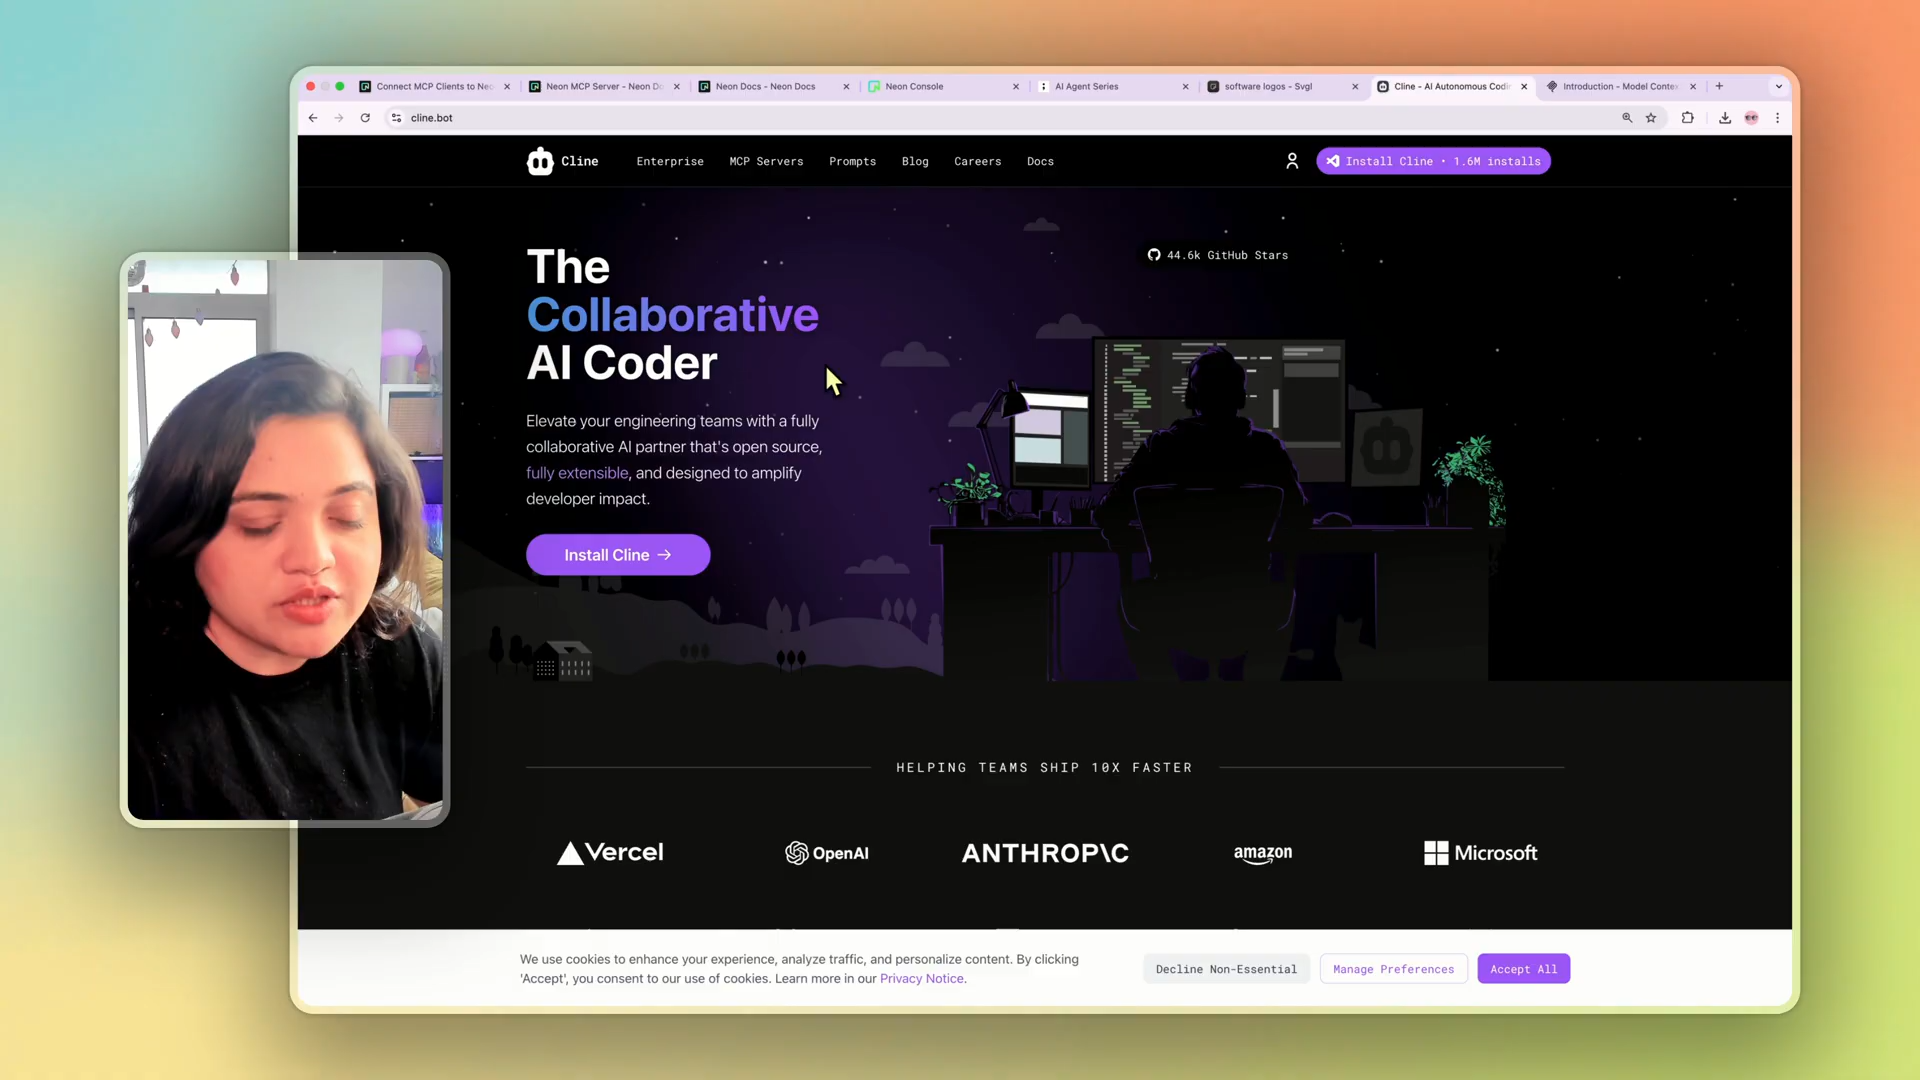 Connect MCP Clients to Neo
Neon MCP Server - Neon Do
Neon Docs - Neon Docs
Neon Console
AI Agent Series
software logos - Svgl
Cline - AI Autonomous Codin
Introduction - Model Contex
cline.bot
Cline
Enterprise
MCP Servers
Prompts
Blog
Careers
Docs
Install Cline • 1.6M installs
44.6k GitHub Stars
The
Collaborative
AI Coder
Elevate your engineering teams with a fully
collaborative AI partner that's open source,
fully extensible, and designed to amplify
developer impact.
Install Cline →
HELPING TEAMS SHIP 10X FASTER
Vercel
OpenAI
ANTHROP\C
amazon
Microsoft
We use cookies to enhance your experience, analyze traffic, and personalize content. By clicking
'Accept', you consent to our use of cookies. Learn more in our Privacy Notice.
Decline Non-Essential
Manage Preferences
Accept All